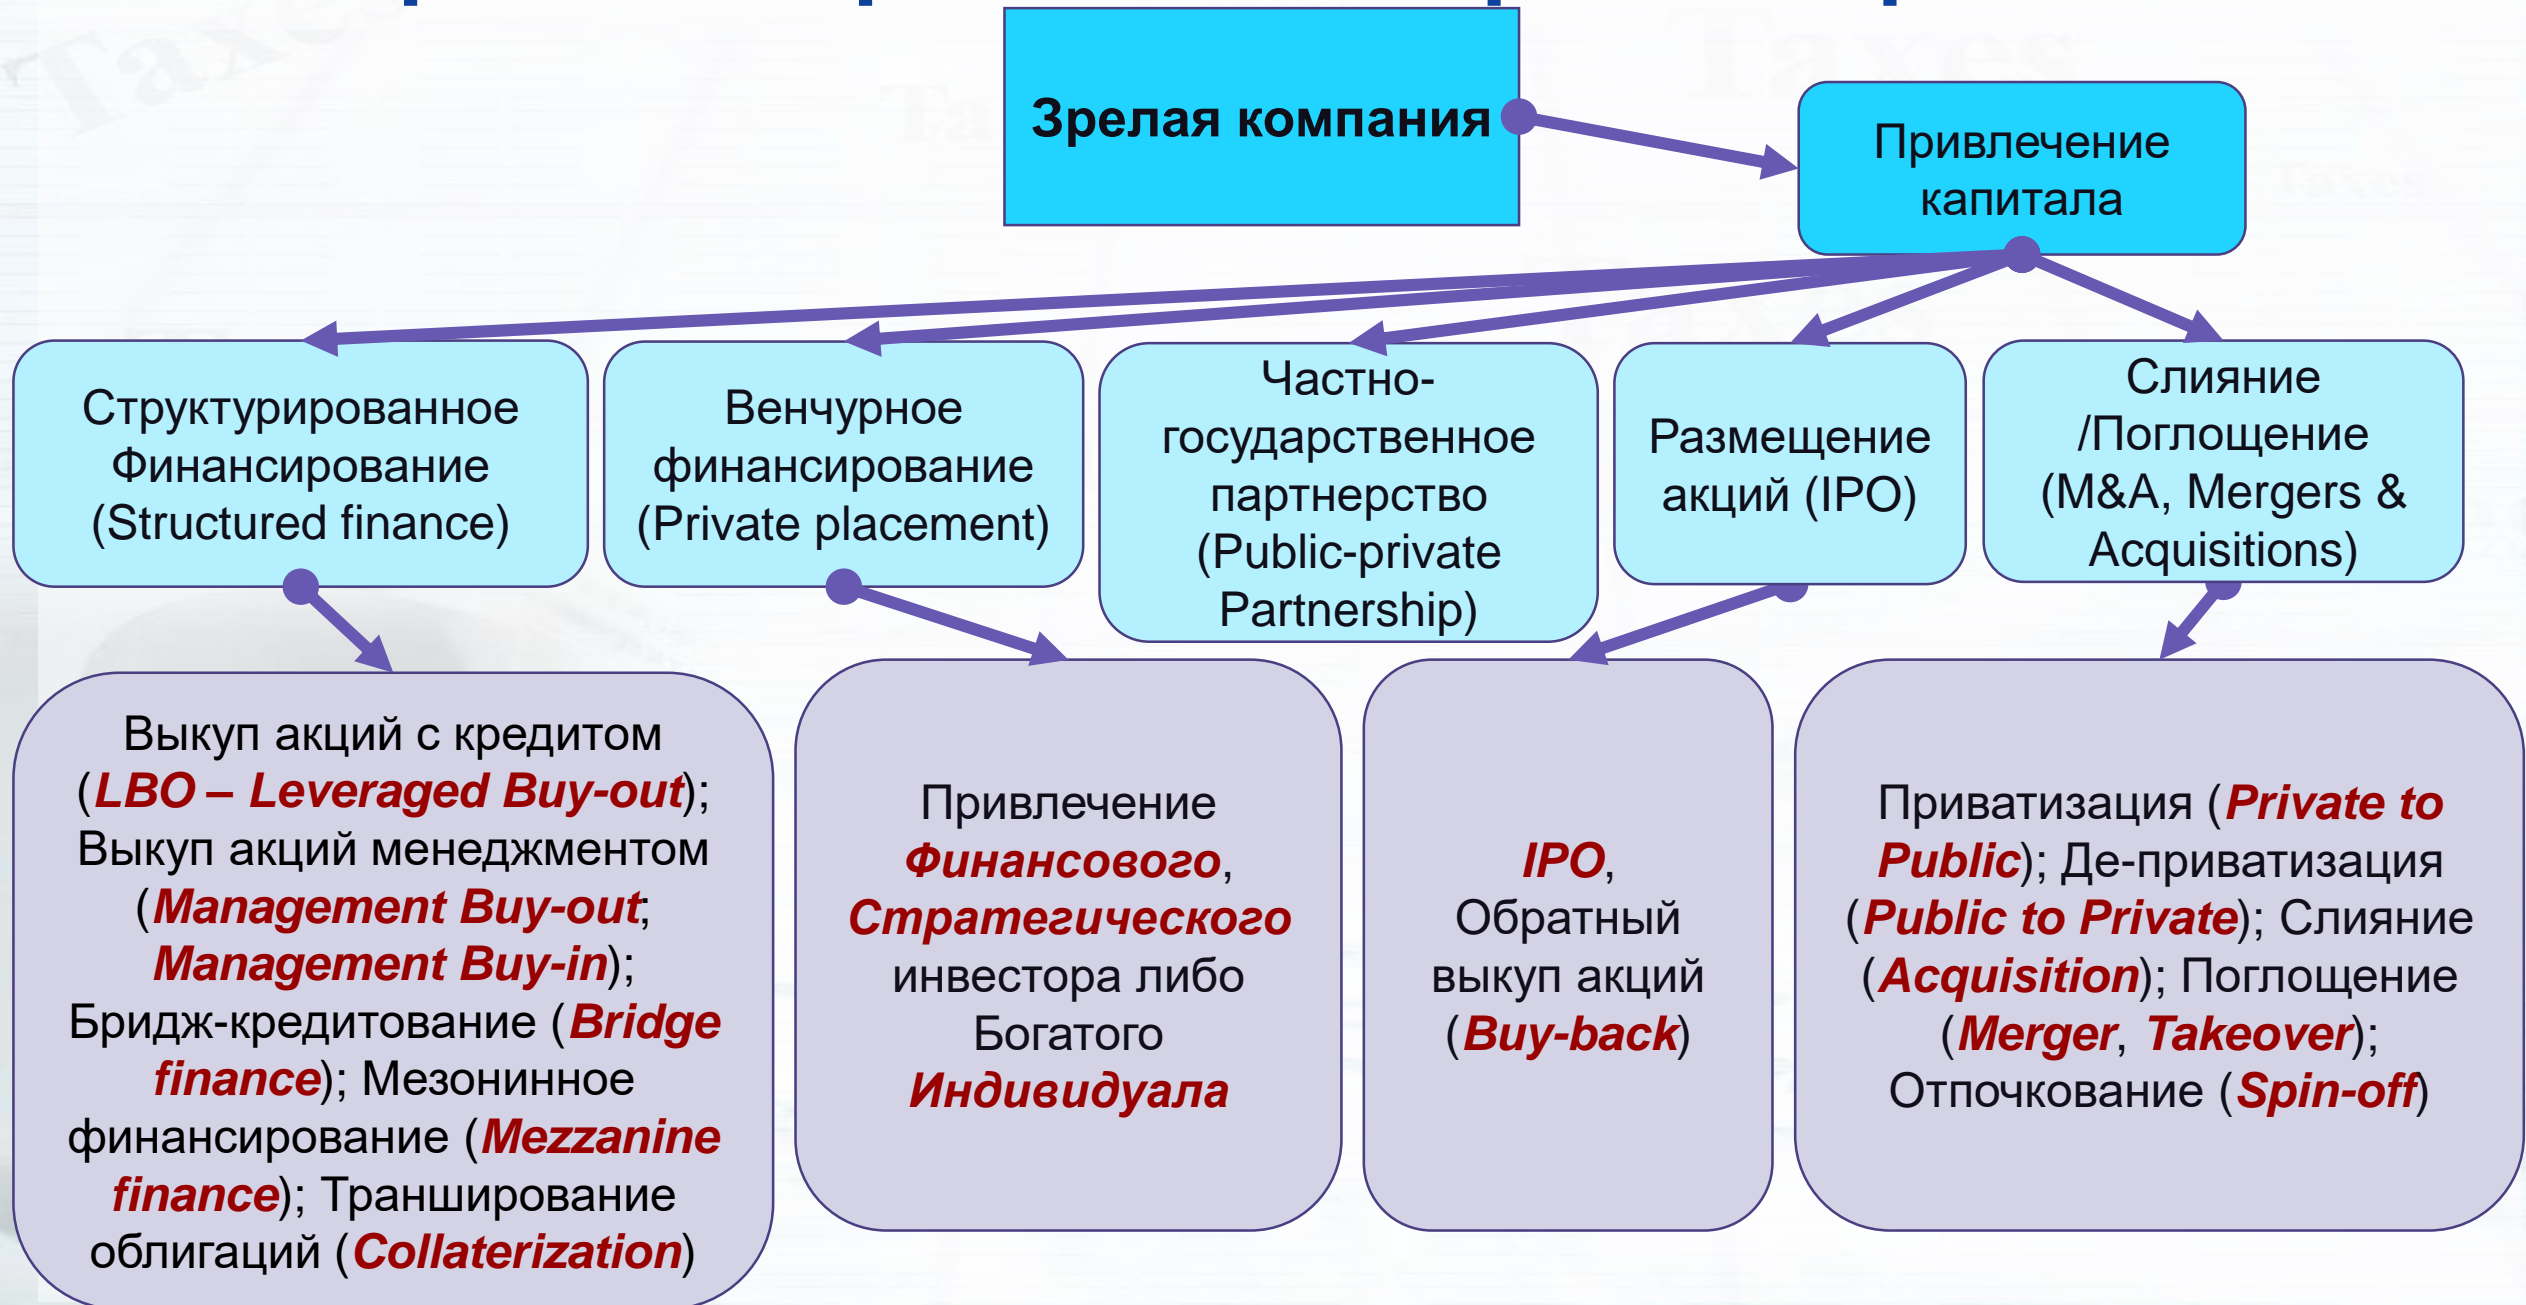 Зрелая компания
Привлечение
капитала
Структурированное
Финансирование
(Structured finance)
Венчурное
финансирование
(Private placement)
Частно-
государственное
партнерство
(Public-private
Partnership)
Размещение
акций (IPO)
Слияние
/Поглощение
(M&A, Mergers &
Acquisitions)
Выкуп акций с кредитом
(LBO – Leveraged Buy-out);
Выкуп акций менеджментом
(Management Buy-out;
Management Buy-in);
Бридж-кредитование (Bridge
finance); Мезонинное
финансирование (Mezzanine
finance); Транширование
облигаций (Collaterization)
Привлечение
Финансового,
Стратегического
инвестора либо
Богатого
Индивидуала
IPO,
Обратный
выкуп акций
(Buy-back)
Приватизация (Private to
Public); Де-приватизация
(Public to Private); Слияние
(Acquisition); Поглощение
(Merger, Takeover);
Отпочкование (Spin-off)
Taxes
Taxes
Taxes